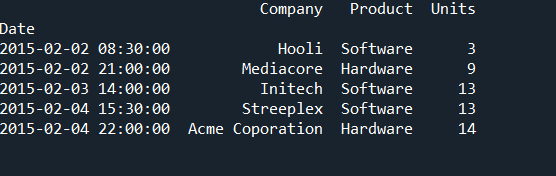 Company Product Units
Date
2015-02-02 08:30:00 Hooli Software 3
2015-02-02 21:00:00 Mediacore Hardware 9
2015-02-03 14:00:00 Initech Software 13
2015-02-04 15:30:00 Streeplex Software 13
2015-02-04 22:00:00 Acme Coporation Hardware 14